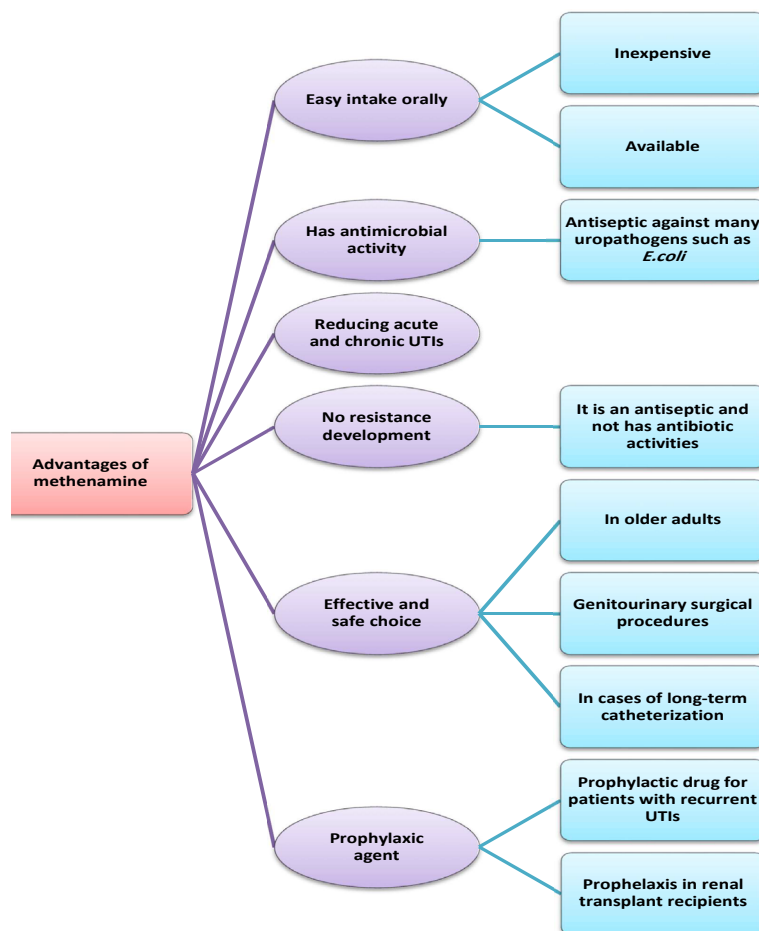 Advantages of
methenamine
Easy intake orally
Inexpensive
Available
Has antimicrobial
activity
Antiseptic against many
uropathogens such as
E.coli
Reducing acute
and chronic UTIs
No resistance
development
It is an antiseptic and
not has antibiotic
activities
Effective and
safe choice
In older adults
Genitourinary surgical
procedures
In cases of long-term
catheterization
Prophylaxic
agent
Prophylactic drug for
patients with recurrent
UTIs
Prophelaxis in renal
transplant recipients